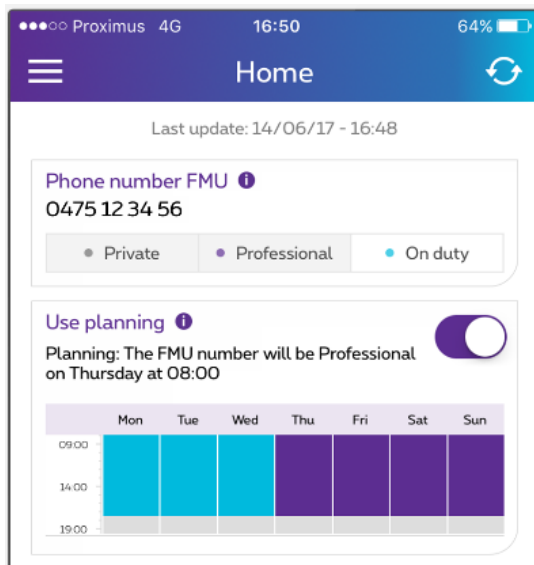 Proximus 4G 16:50 64%
Home
Last update: 14/06/17 - 16:48
Phone number FMU i
0475 12 34 56
Private Professional On duty
Use planning i
Planning: The FMU number will be Professional
on Thursday at 08:00
Mon Tue Wed Thu Fri Sat Sun
09:00
14:00
19:00